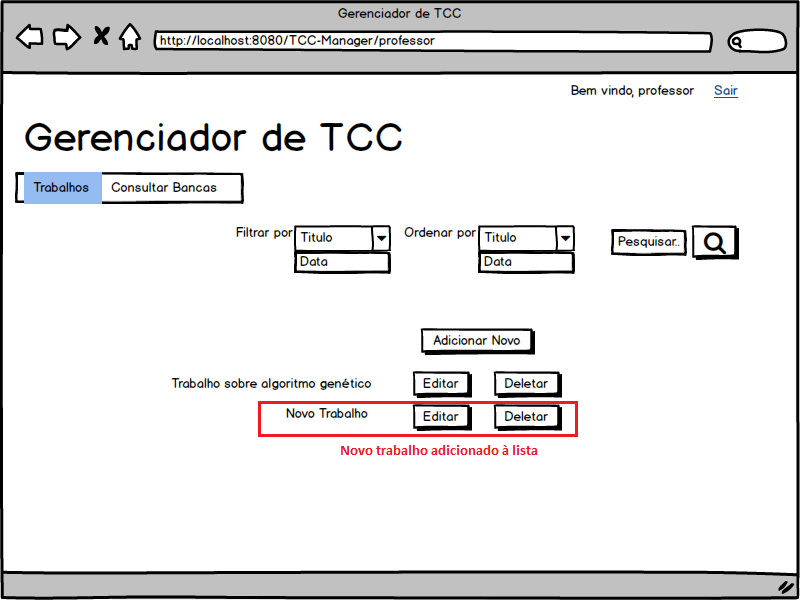 Gerenciador de TCC
http://localhost:8080/TCC-Manager/professor
Bem vindo, professor Sair
Gerenciador de TCC
Trabalhos Consultar Bancas
Filtrar por Titulo Ordenar por Titulo Pesquisar..
Data Data
Adicionar Novo
Trabalho sobre algoritmo genético Editar Deletar
Novo Trabalho Editar Deletar
Novo trabalho adicionado à lista